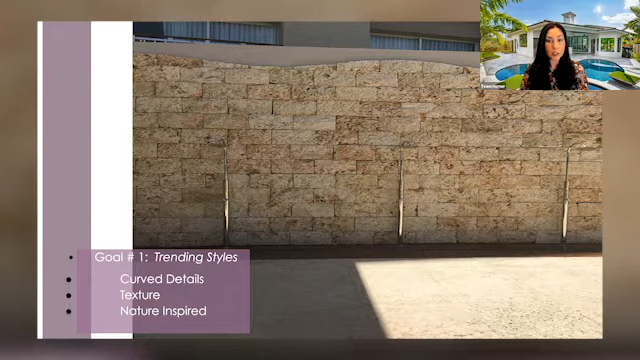 Goal # 1: Trending Styles
Curved Details
Texture
Nature Inspired